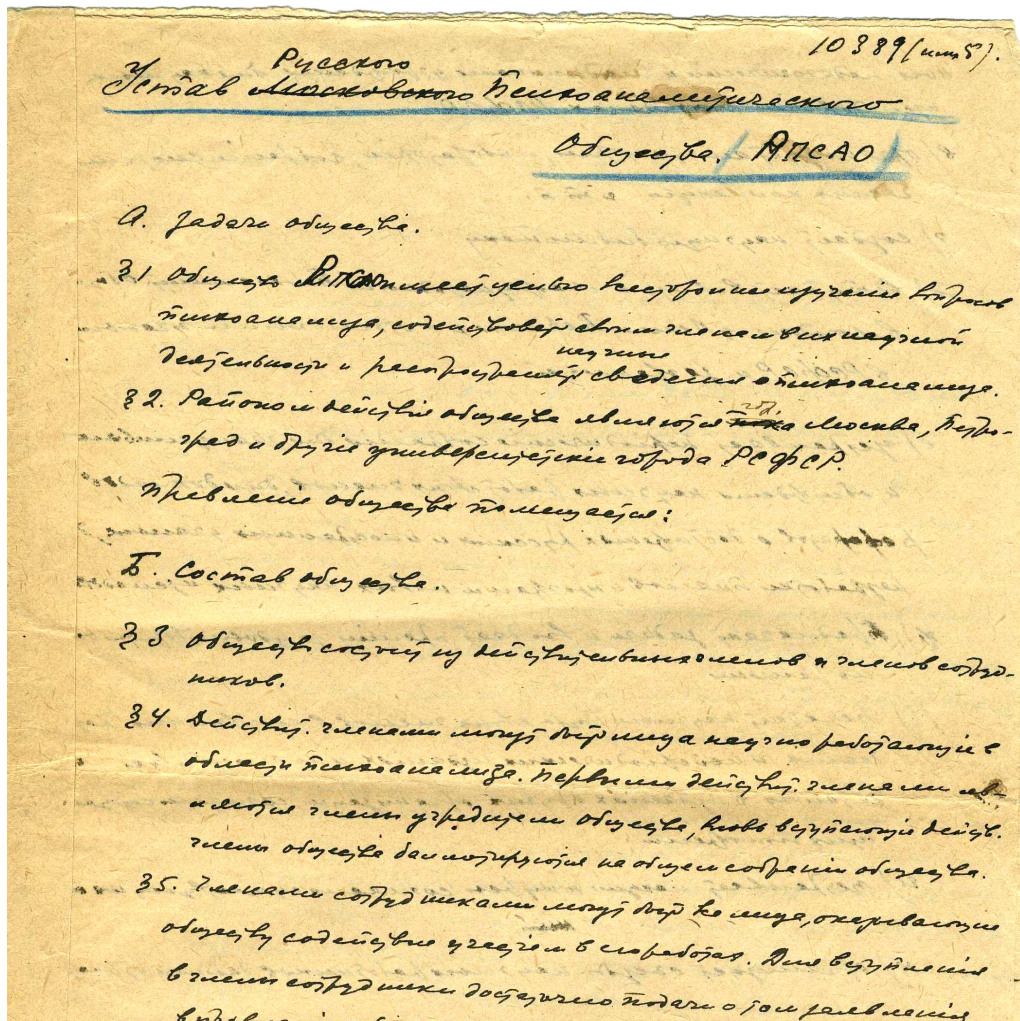 10389 (
Русского
Устав Московского Психоаналитического
Общества. / РПСАО /
А. Задачи общества.
§ 1 Общество РПСАО имеет целью всестороннее изучение вопросов
психоанализа, содействовать своим членам в их научной
научные
деятельности и распространять сведения о психоанализе.
§ 2. Районом действия общества являются Москва, Петро-
град и другие университетские города РСФСР.
Правление общества помещается:
Б. Состав общества.
§ 3 Общество состоит из действительных членов и членов сотруд-
ников.
§ 4. Действит. членами могут быть лица научно работающие в
области психоанализа. Первыми действит. членами яв-
ляются члены учредители общества, вновь вступающие действ.
члены общества баллотируются на общем собрании общества.
§ 5. Членами сотрудниками могут быть все лица, оказывающие
обществу содействие участием в его работах. Для вступления
в члены сотрудники достаточно подачи о том заявления